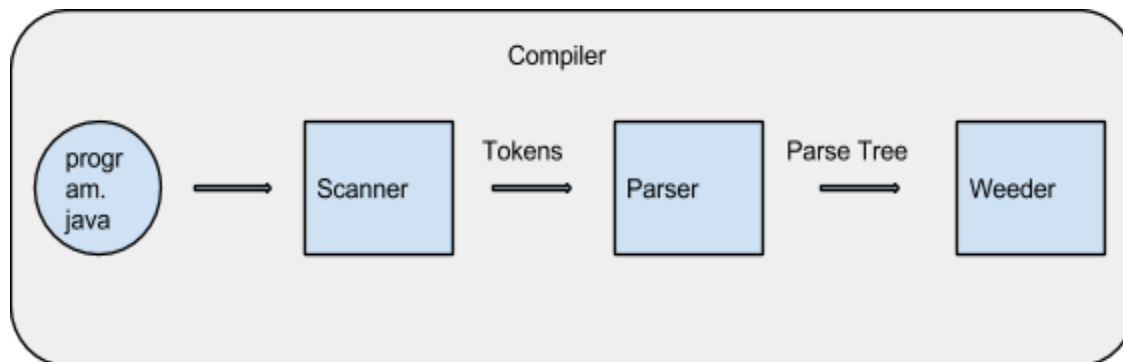 Compiler
progr
am.
java
Scanner
Tokens
Parser
Parse Tree
Weeder